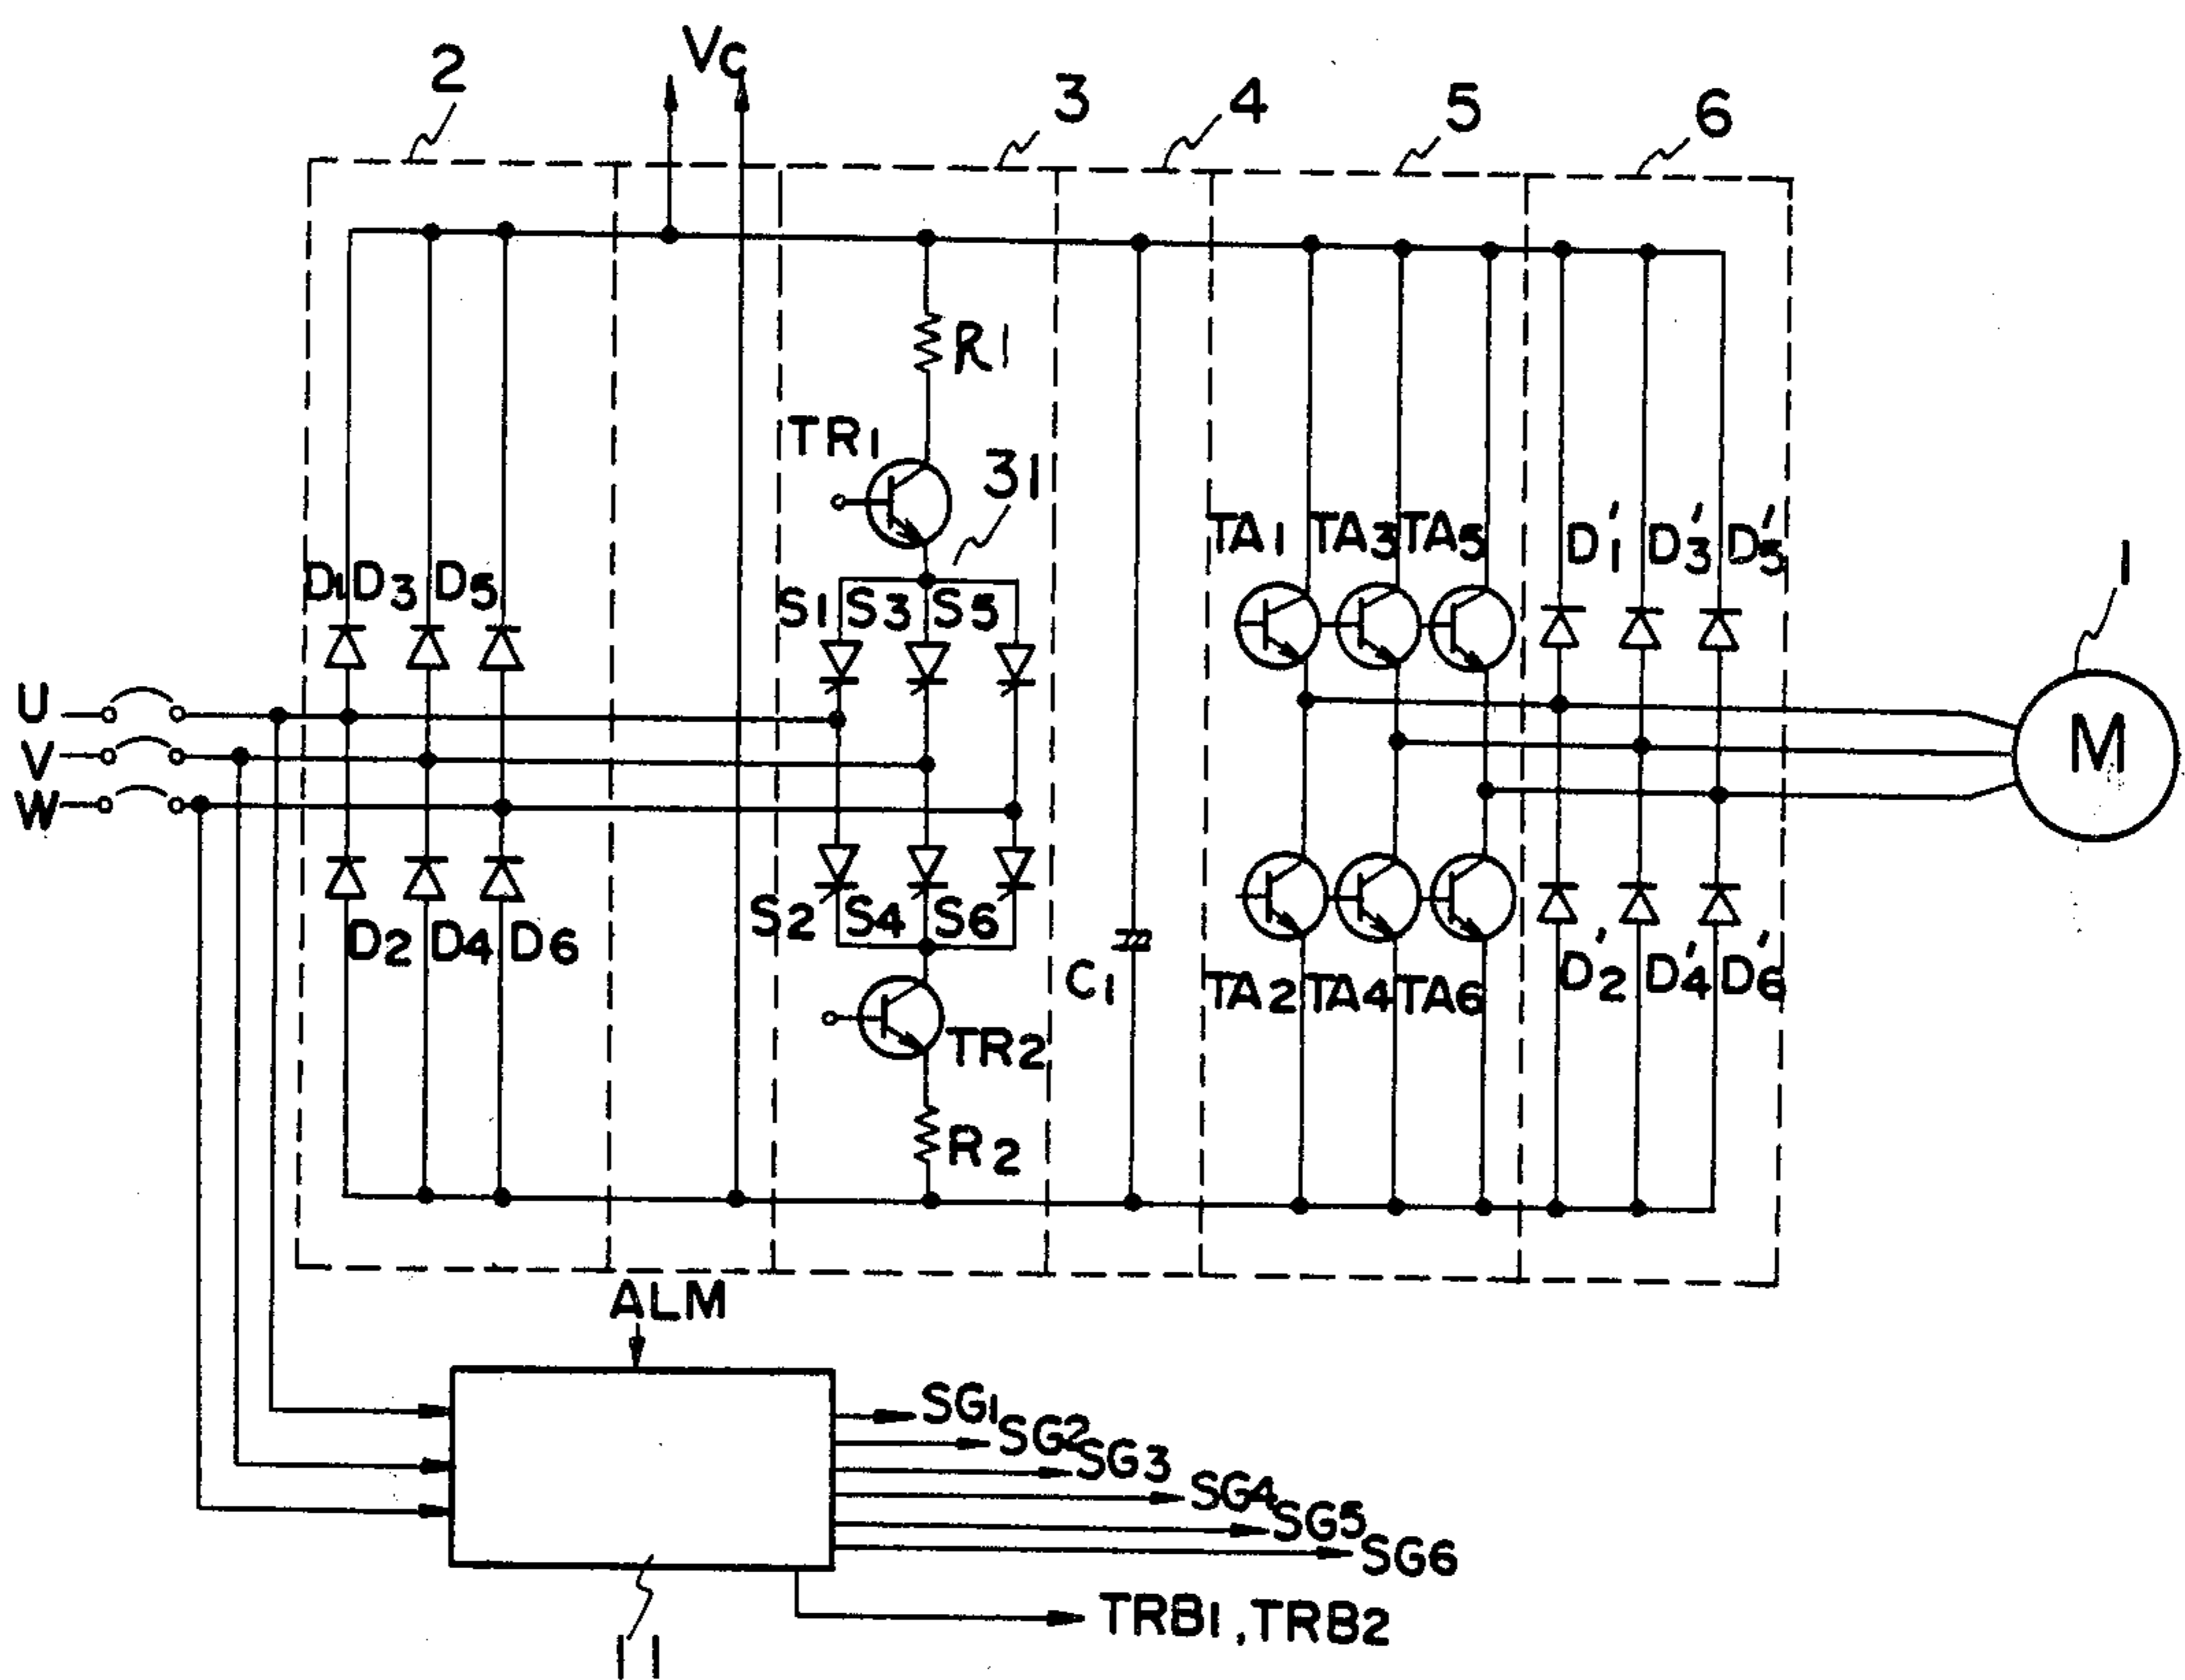 2
VC
3
4
5
6
R1
TR1
31
TA1 TA3 TA5
D'1 D'3 D'5
1
D1 D3 D5
S1 S3 S5
U
V
W
M
S2 S4 S6
D2 D4 D6
C1
TA2 TA4 TA6
D'2 D'4 D'6
TR2
R2
ALM
SG1
SG2
SG3
SG4
SG5
SG6
TRB1, TRB2
11